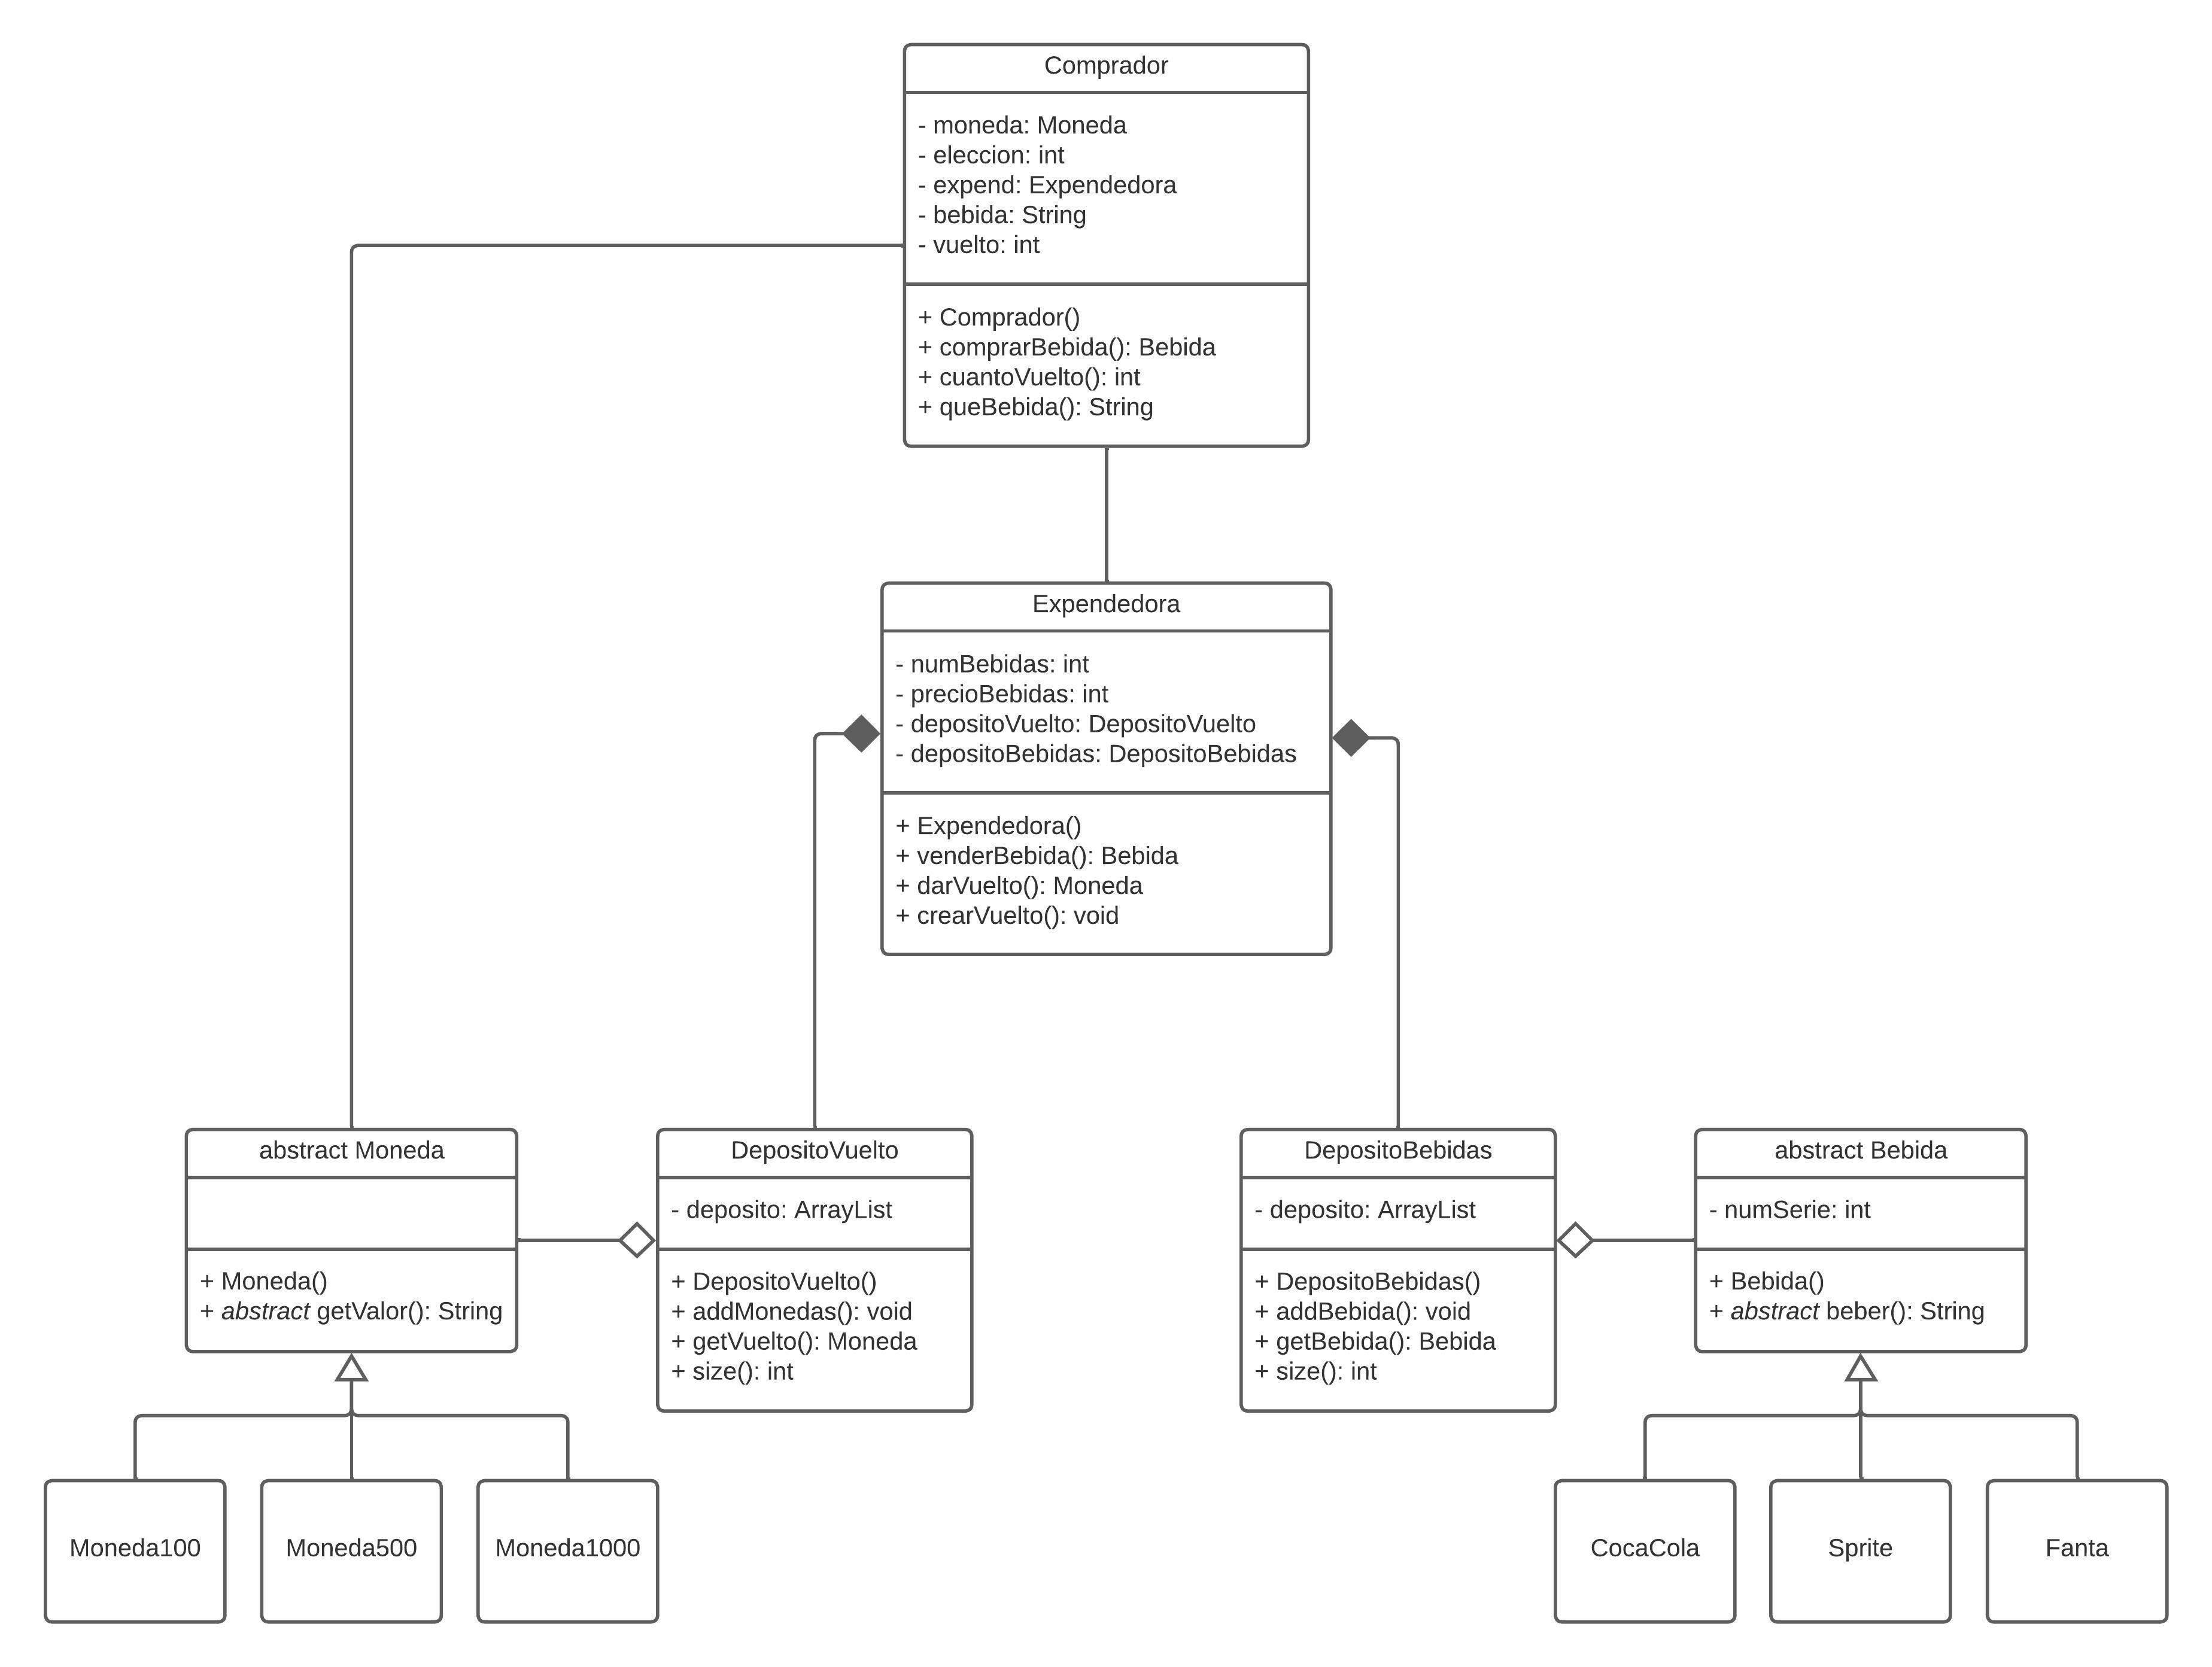 Comprador
- moneda: Moneda
- eleccion: int
- expend: Expendedora
- bebida: String
- vuelto: int
+ Comprador()
+ comprarBebida(): Bebida
+ cuantoVuelto(): int
+ queBebida(): String
Expendedora
- numBebidas: int
- precioBebidas: int
- depositoVuelto: DepositoVuelto
- depositoBebidas: DepositoBebidas
+ Expendedora()
+ venderBebida(): Bebida
+ darVuelto(): Moneda
+ crearVuelto(): void
abstract Moneda
+ Moneda()
+ abstract getValor(): String
DepositoVuelto
- deposito: ArrayList
+ DepositoVuelto()
+ addMonedas(): void
+ getVuelto(): Moneda
+ size(): int
DepositoBebidas
- deposito: ArrayList
+ DepositoBebidas()
+ addBebida(): void
+ getBebida(): Bebida
+ size(): int
abstract Bebida
- numSerie: int
+ Bebida()
+ abstract beber(): String
Moneda100
Moneda500
Moneda1000
CocaCola
Sprite
Fanta